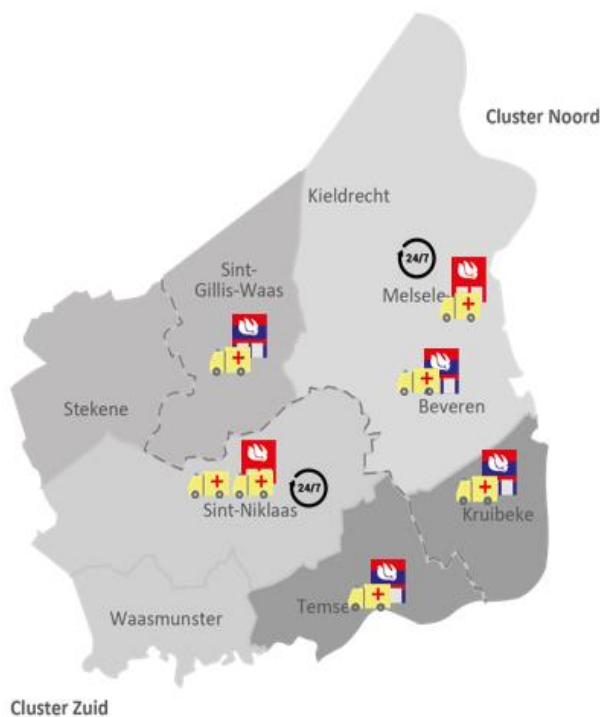 Cluster Noord
Kieldrecht
Sint-
Gillis-Waas
24/7
Melsele
Stekene
Beveren
Sint-Niklaas
24/7
Kruibeke
Waasmunster
Temse
Cluster Zuid